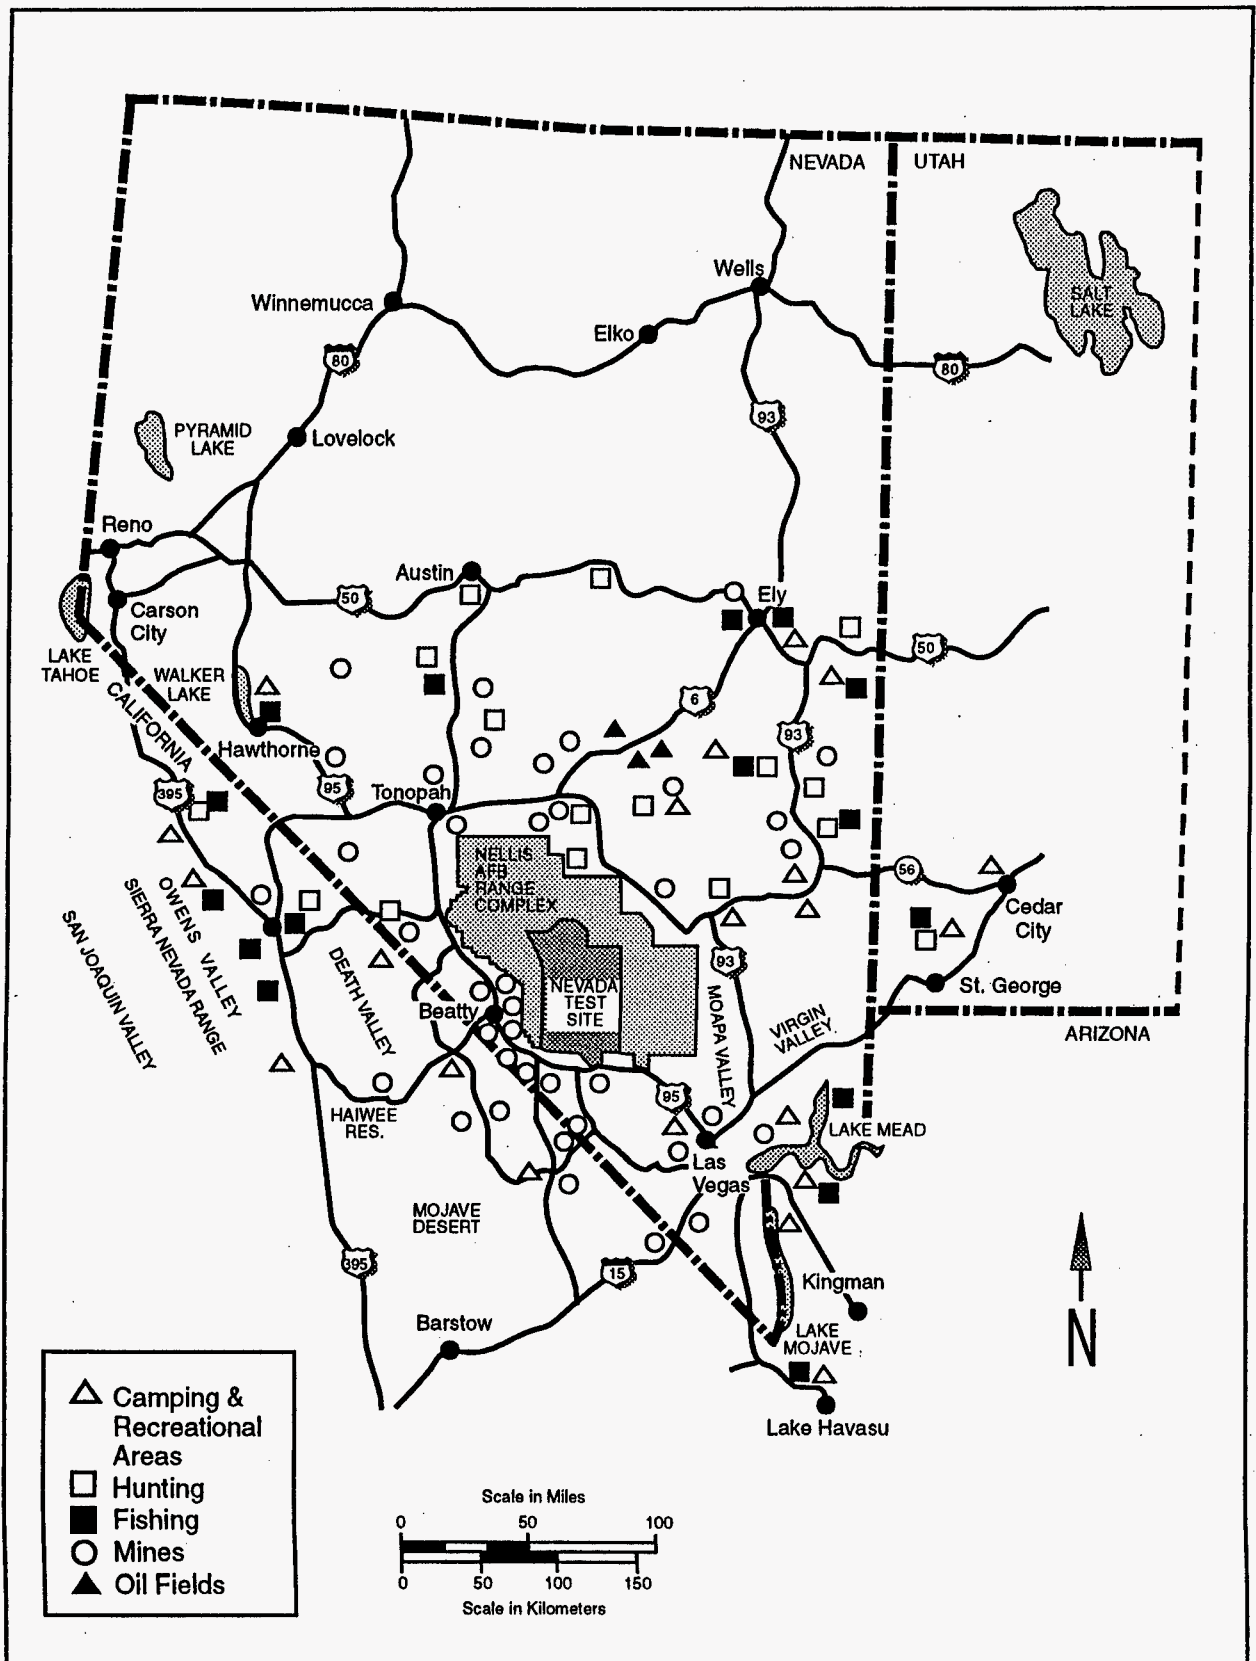 NEVADA
UTAH
Wells
SALT
LAKE
Winnemucca
Elko
80
80
93
PYRAMID
LAKE
Lovelock
Reno
Austin
Ely
50
Carson
City
50
LAKE
TAHOE
WALKER
LAKE
6
CALIFORNIA
93
Hawthorne
395
95
Tonopah
NELLIS
AFB
RANGE
COMPLEX
56
Cedar
City
OWENS VALLEY
SIERRA NEVADA RANGE
SAN JOAQUIN VALLEY
DEATH VALLEY
93
St. George
NEVADA
TEST
SITE
Beatty
MOAPA VALLEY
VIRGIN
VALLEY
ARIZONA
95
HAIWEE
RES.
LAKE MEAD
Las
Vegas
MOJAVE
DESERT
395
15
Kingman
Barstow
LAKE
MOJAVE
N
Lake Havasu
Camping &
Recreational
Areas
Hunting
Fishing
Mines
Oil Fields
Scale in Miles
0 50 100
0 50 100 150
Scale in Kilometers